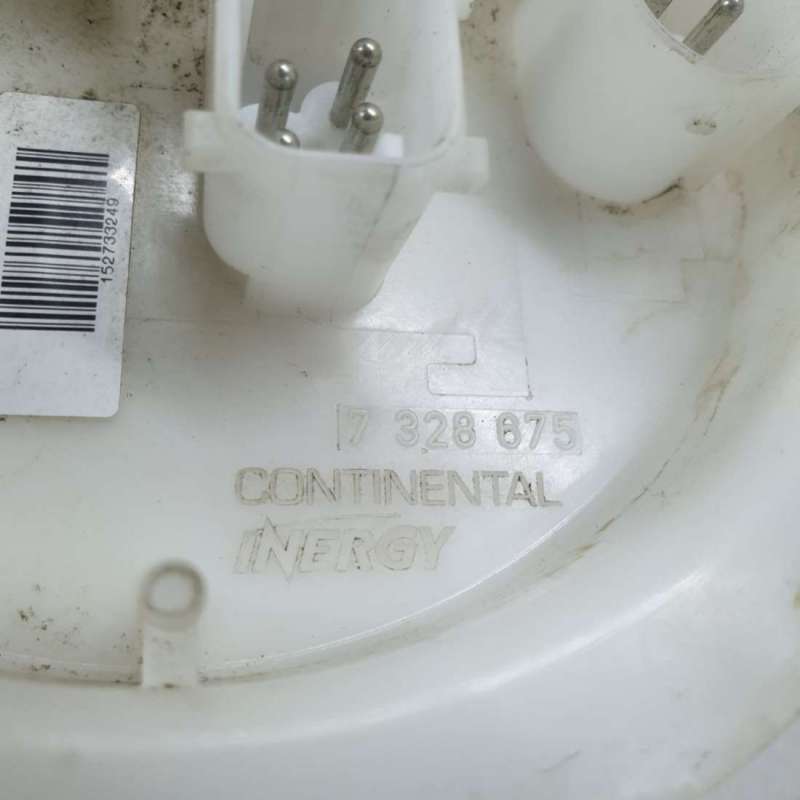 152733249
7 328 675
CONTINENTAL
INERGY